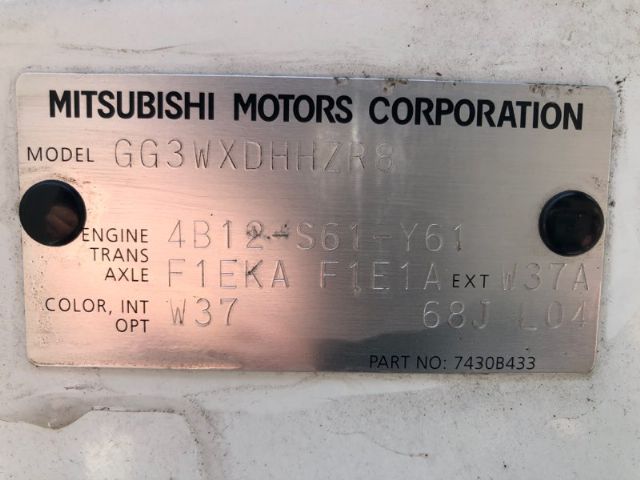 MITSUBISHI MOTORS CORPORATION
MODEL GG3WXDHHZR8
ENGINE 4B12-S61-Y61
TRANS
AXLE F1EKA F1E1A EXT W37A
COLOR, INT W37 68J L04
OPT
PART NO: 7430B433